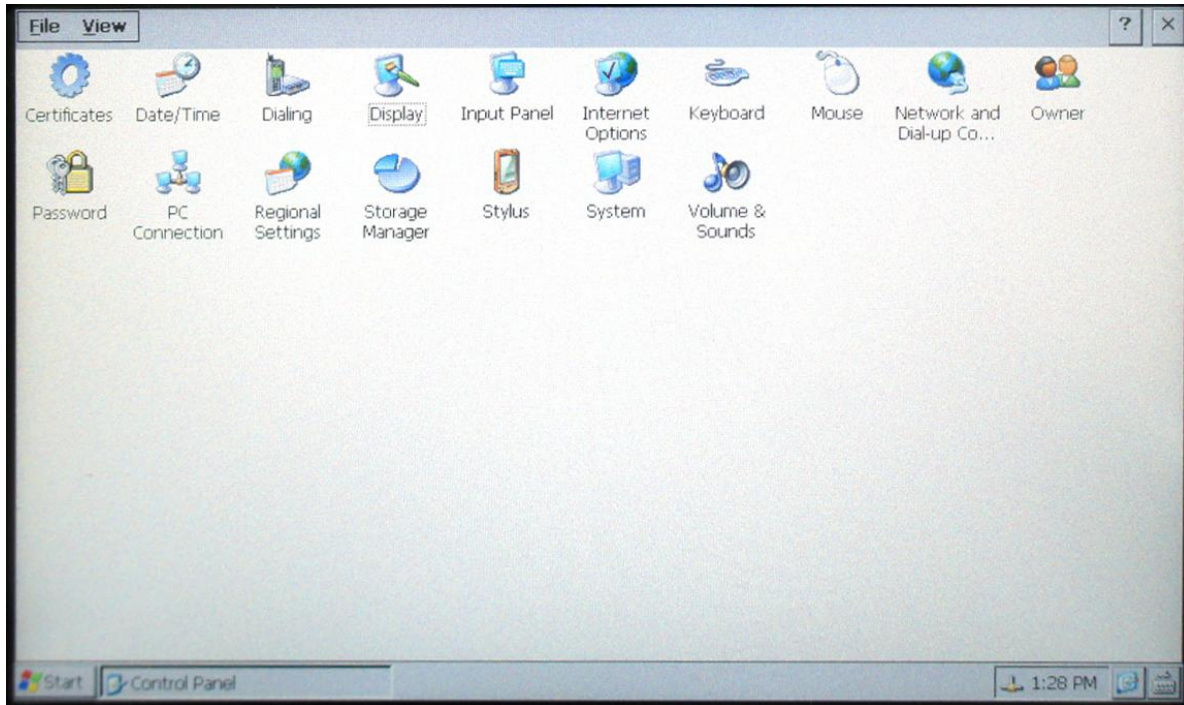 File View ? ×
Certificates Date/Time Dialing Display Input Panel Internet Options Keyboard Mouse Network and Dial-up Co... Owner
Password PC Connection Regional Settings Storage Manager Stylus System Volume & Sounds
Start Control Panel 1:28 PM